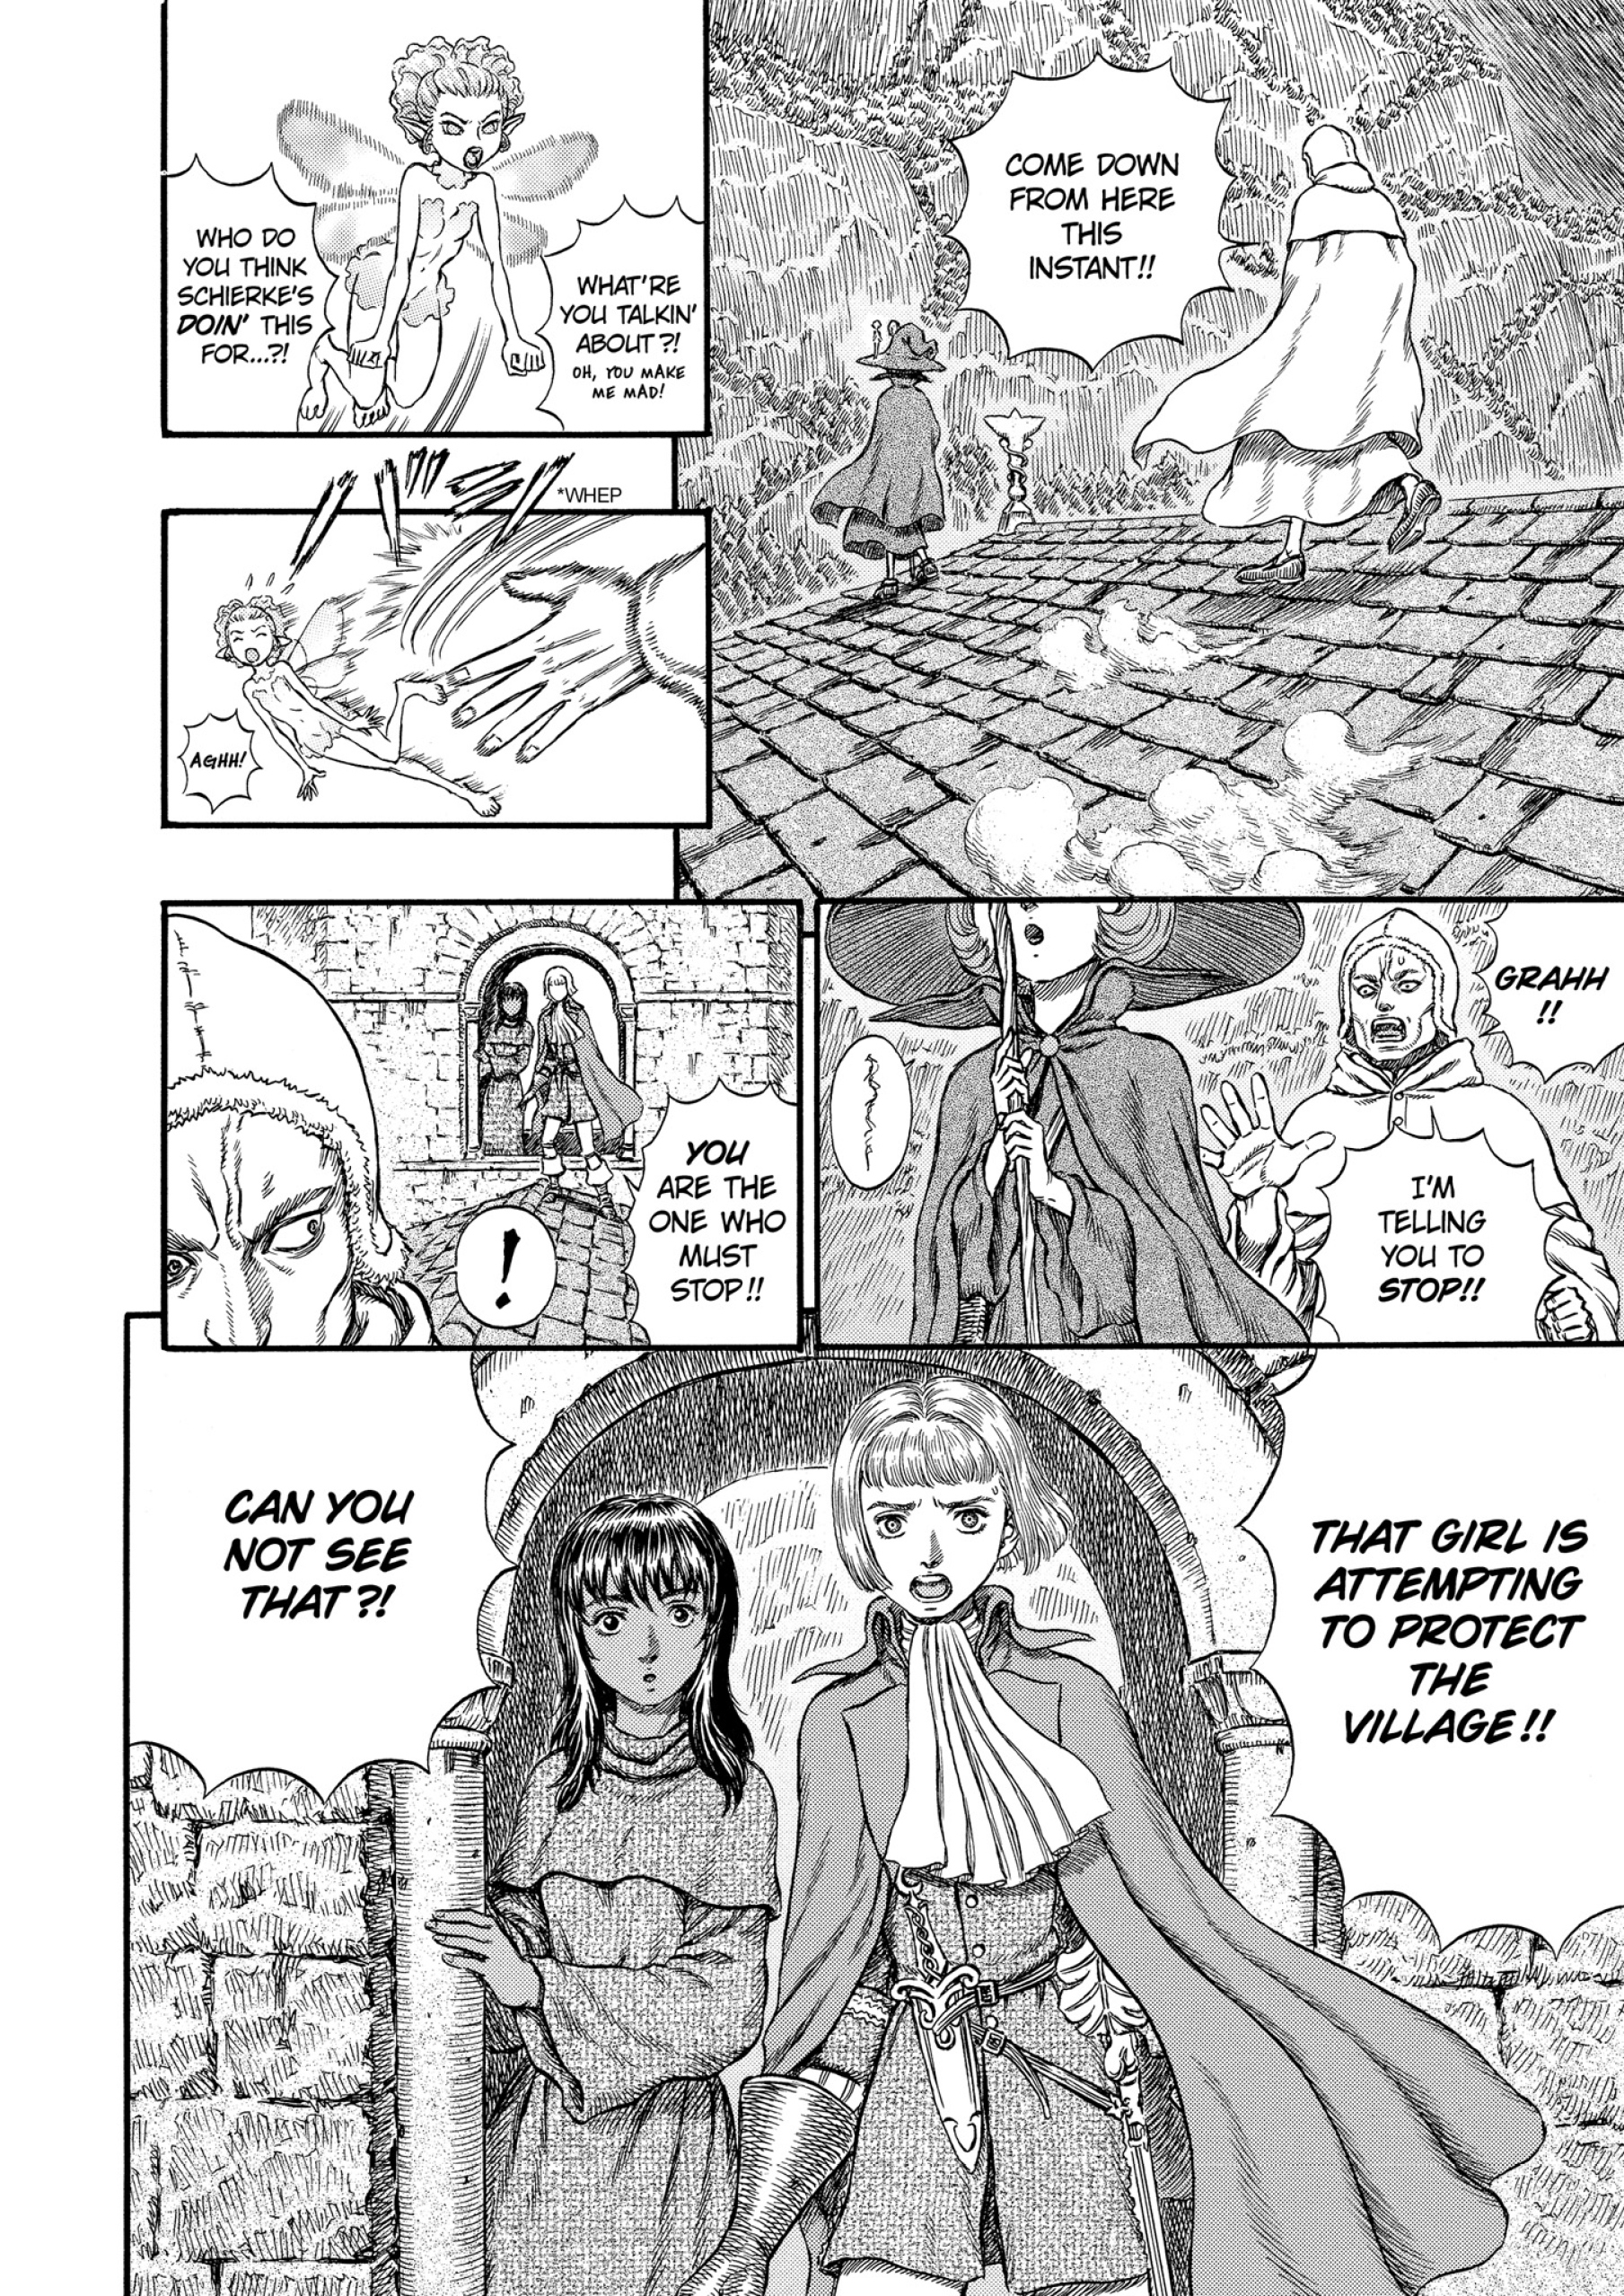 COME DOWN
FROM HERE
THIS
INSTANT!!
WHAT'RE
YOU TALKIN'
ABOUT?!
OH, YOU MAKE
ME MAD!
WHO DO
YOU THINK
SCHIERKE'S
DOIN' THIS
FOR...?!
*WHEP
AGHH!
GRAHH
!!
I'M
TELLING
YOU TO
STOP!!
YOU
ARE THE
ONE WHO
MUST
STOP!!
!
THAT GIRL IS
ATTEMPTING
TO PROTECT
THE
VILLAGE!!
CAN YOU
NOT SEE
THAT?!